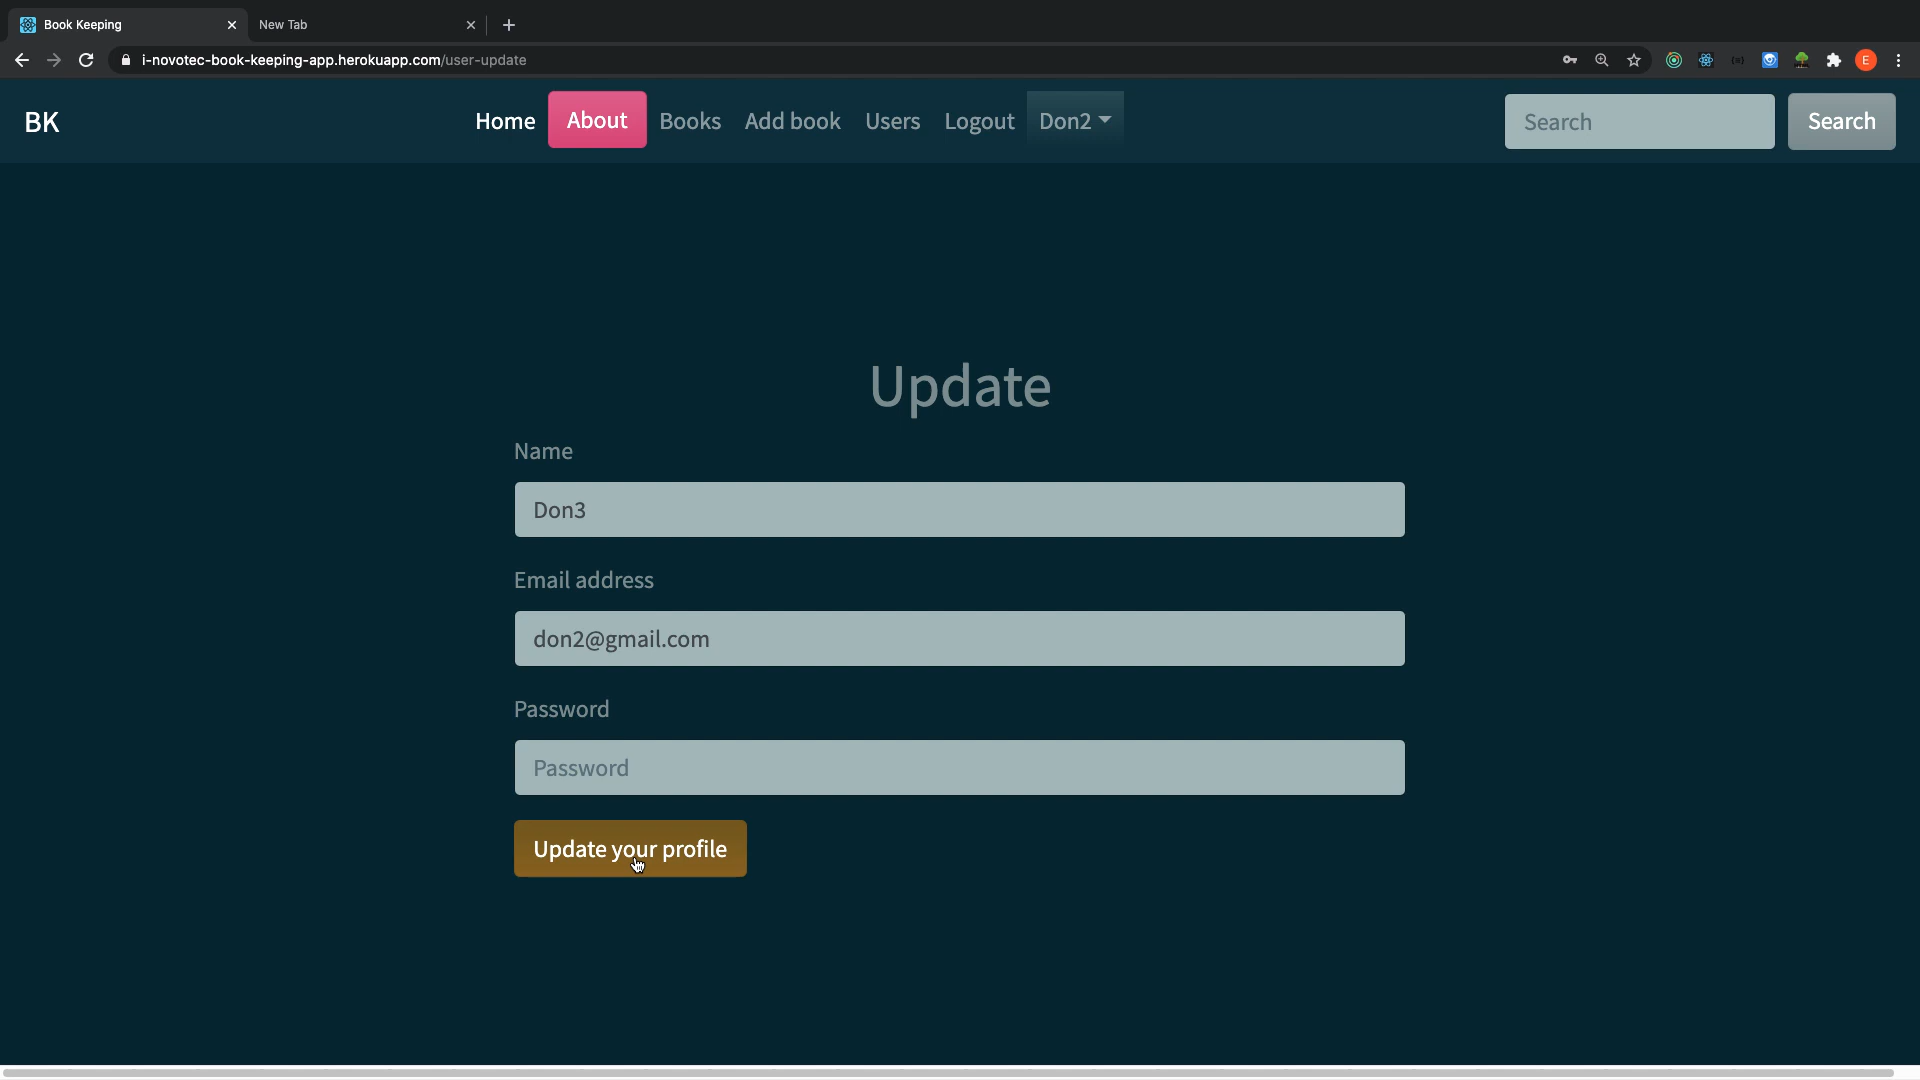 Book Keeping
New Tab
i-novotec-book-keeping-app.herokuapp.com/user-update
E
BK
Home
About
Books
Add book
Users
Logout
Don2
Search
Search
Update
Name
Don3
Email address
don2@gmail.com
Password
Password
Update your profile